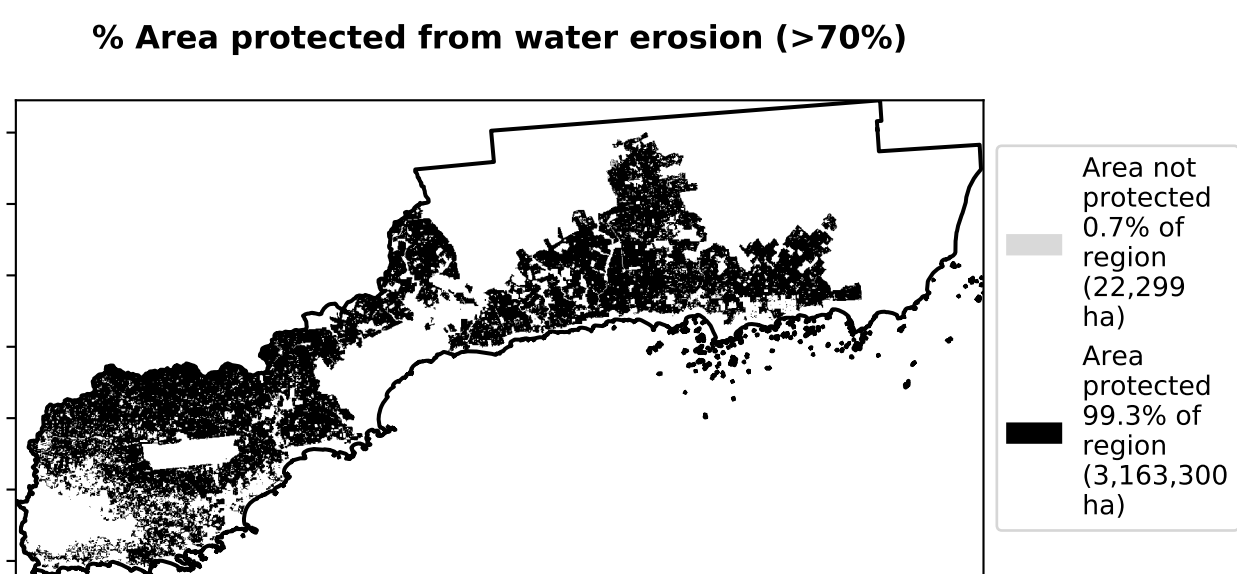 % Area protected from water erosion (>70%)
Area not
protected
0.7% of
region
(22,299
ha)
Area
protected
99.3% of
region
(3,163,300
ha)